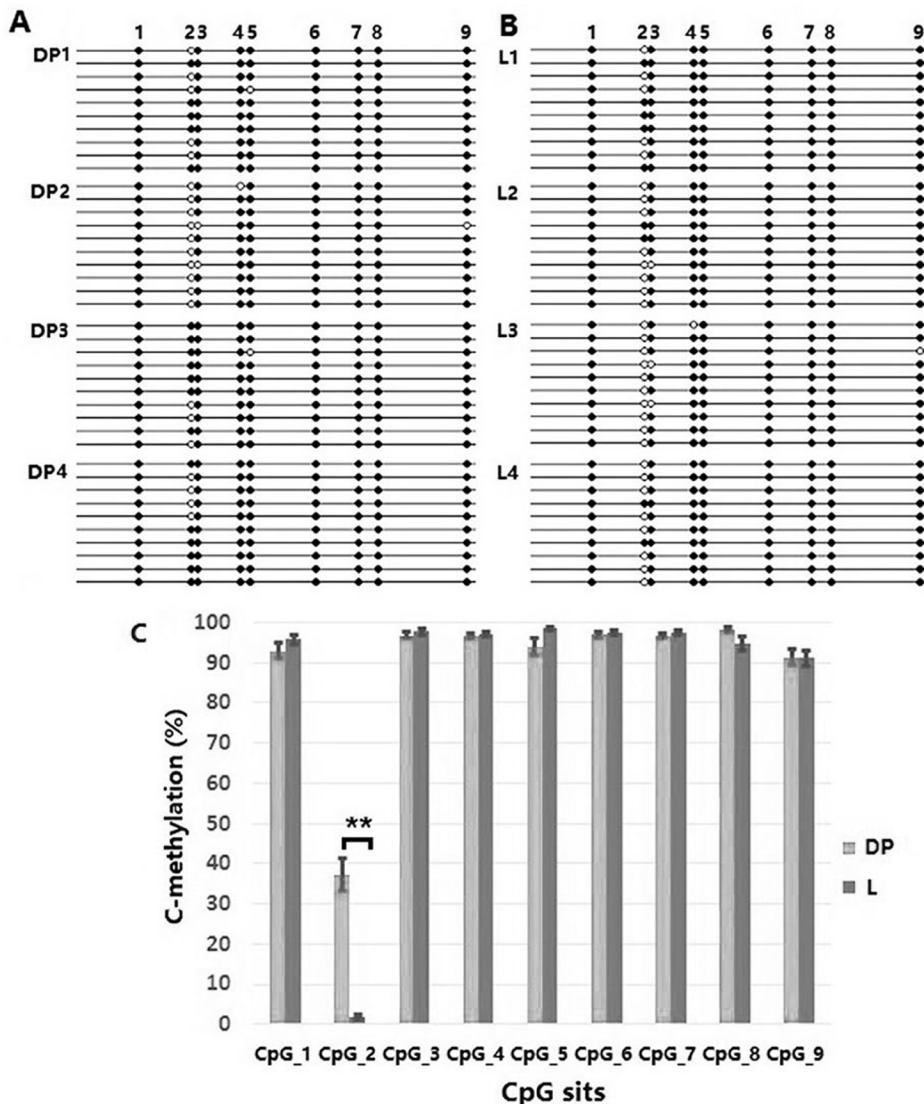 A
1 2 3 4 5 6 7 8 9
DP1
DP2
DP3
DP4
B
1 2 3 4 5 6 7 8 9
L1
L2
L3
L4
C
C-methylation (%)
100
90
80
70
60
50
40
30
20
10
0
**
DP
L
CpG_1 CpG_2 CpG_3 CpG_4 CpG_5 CpG_6 CpG_7 CpG_8 CpG_9
CpG sits